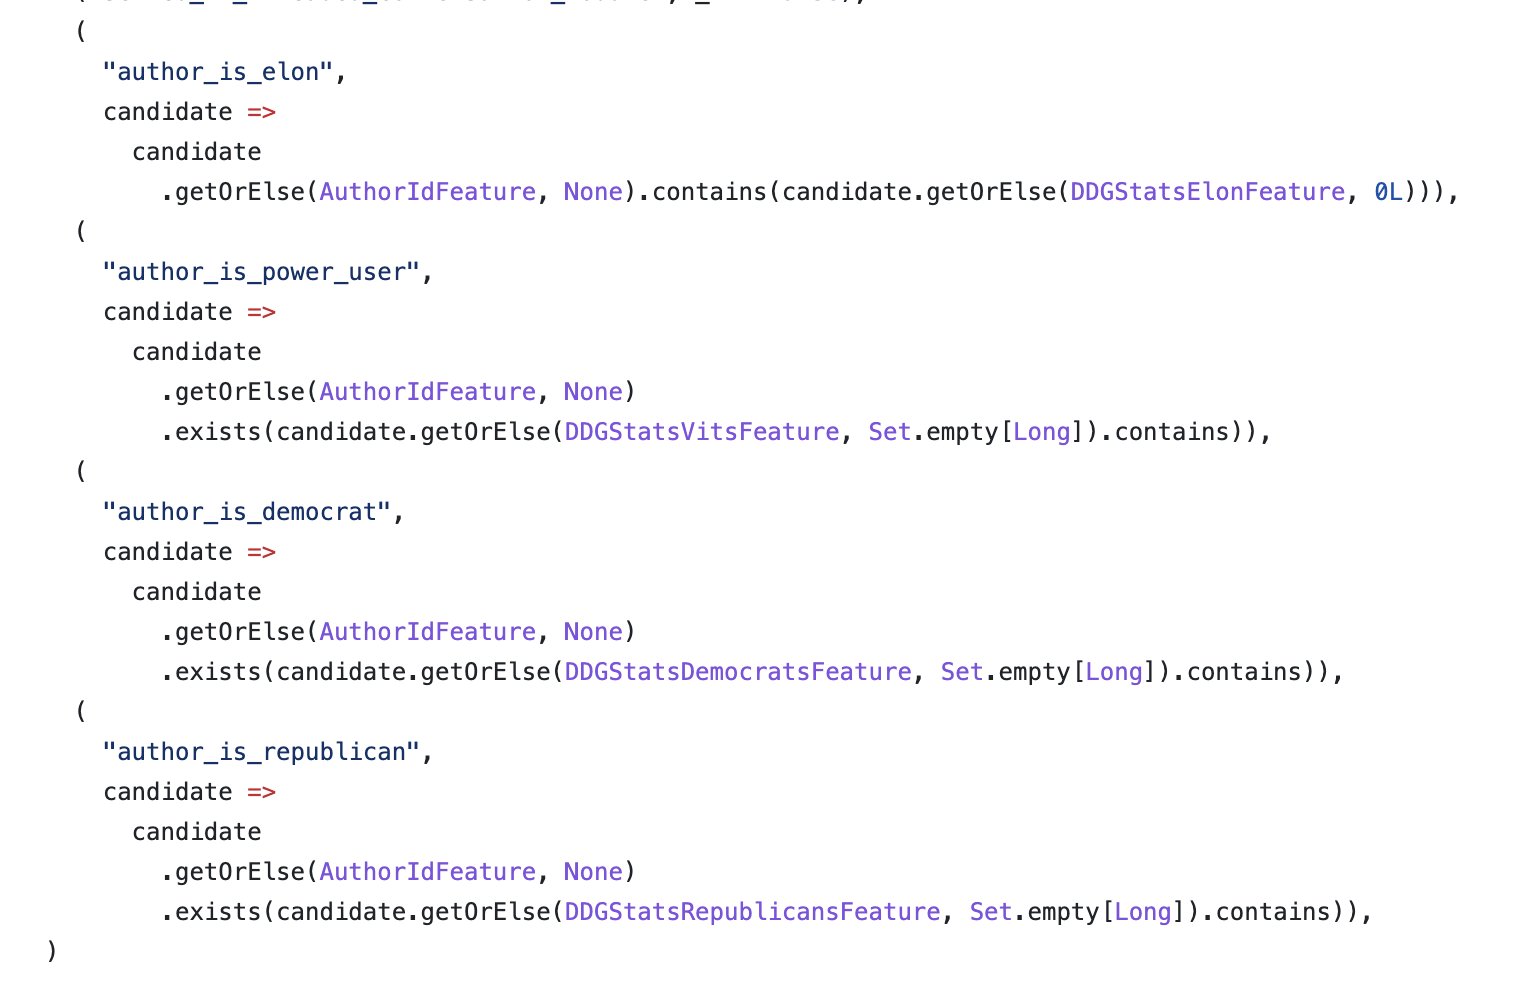 (
"author_is_elon",
candidate =>
candidate
.getOrElse(AuthorIdFeature, None).contains(candidate.getOrElse(DDGStatsElonFeature, 0L))),
(
"author_is_power_user",
candidate =>
candidate
.getOrElse(AuthorIdFeature, None)
.exists(candidate.getOrElse(DDGStatsVitsFeature, Set.empty[Long]).contains)),
(
"author_is_democrat",
candidate =>
candidate
.getOrElse(AuthorIdFeature, None)
.exists(candidate.getOrElse(DDGStatsDemocratsFeature, Set.empty[Long]).contains)),
(
"author_is_republican",
candidate =>
candidate
.getOrElse(AuthorIdFeature, None)
.exists(candidate.getOrElse(DDGStatsRepublicansFeature, Set.empty[Long]).contains)),
)